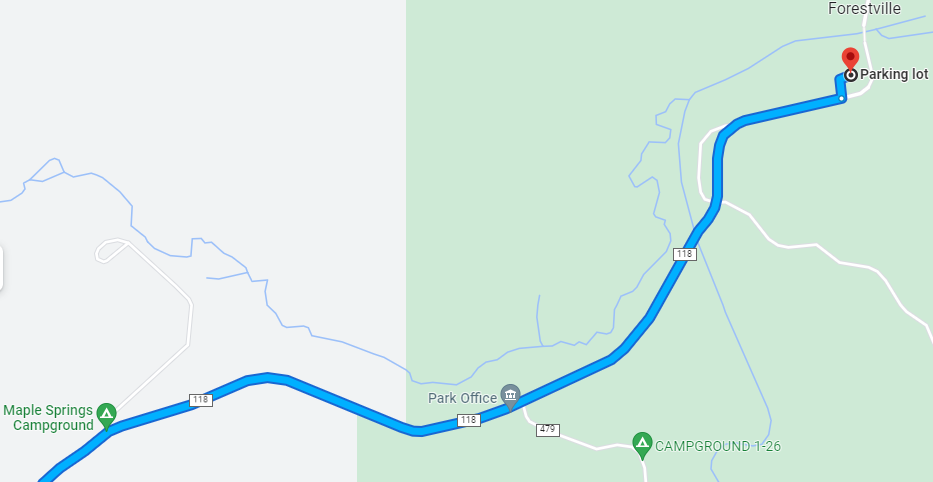 Forestville
Parking lot
118
118
Park Office
118
479
Maple Springs
Campground
CAMPGROUND 1-26